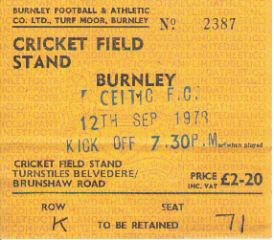 BURNLEY FOOTBALL & ATHLETIC
CO. LTD., TURF MOOR, BURNLEY
No. 2387
CRICKET FIELD
STAND
BURNLEY
CELTIC F.C.
12TH SEP 1978
KICK OFF 7.30P.M
CRICKET FIELD STAND
TURNSTILES BELVEDERE/
BRUNSHAW ROAD
PRICE £2-20
INC. VAT
ROW SEAT
K TO BE RETAINED 71